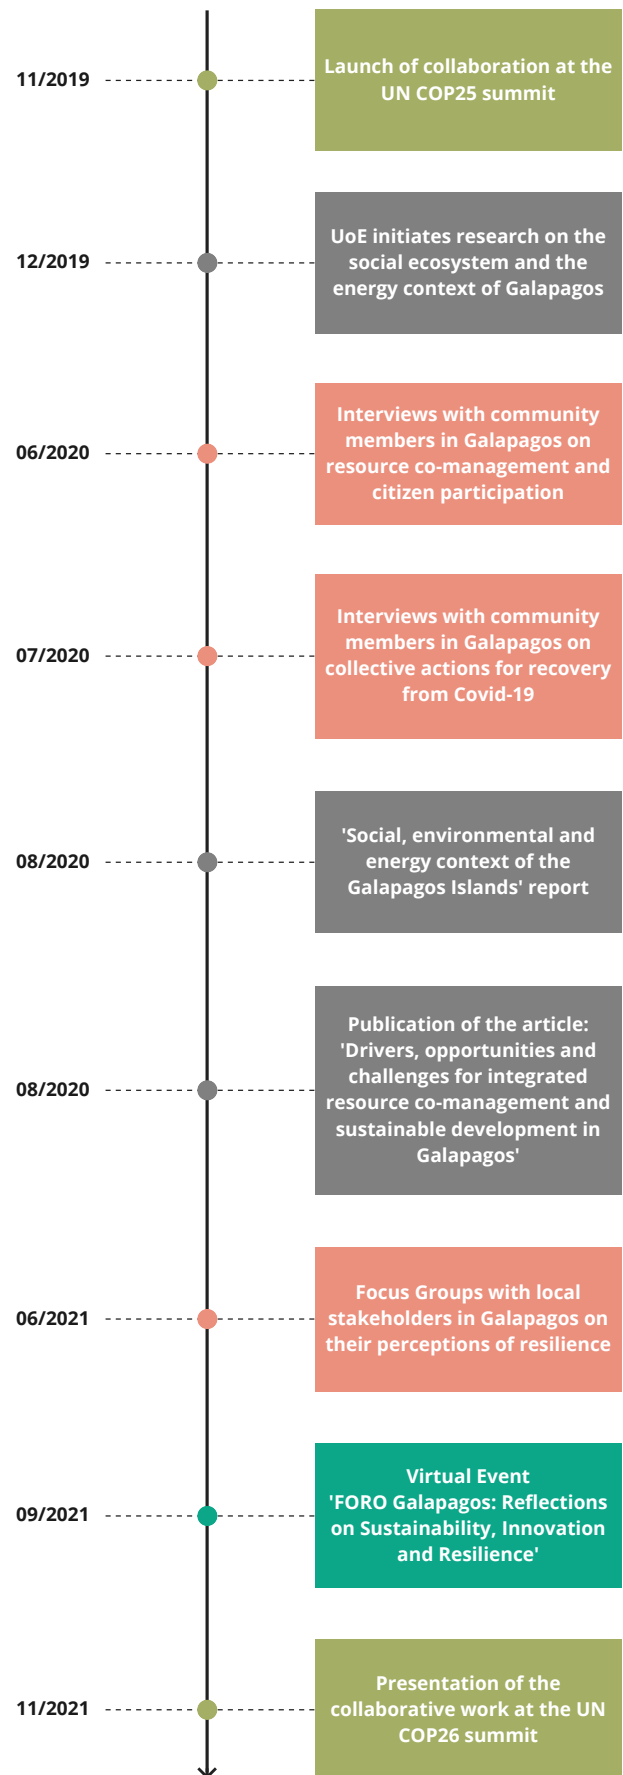 11/2019
Launch of collaboration at the
UN COP25 summit
12/2019
UoE initiates research on the
social ecosystem and the
energy context of Galapagos
06/2020
Interviews with community
members in Galapagos on
resource co-management and
citizen participation
07/2020
Interviews with community
members in Galapagos on
collective actions for recovery
from Covid-19
08/2020
'Social, environmental and
energy context of the
Galapagos Islands' report
08/2020
Publication of the article:
'Drivers, opportunities and
challenges for integrated
resource co-management and
sustainable development in
Galapagos'
06/2021
Focus Groups with local
stakeholders in Galapagos on
their perceptions of resilience
09/2021
Virtual Event
'FORO Galapagos: Reflections
on Sustainability, Innovation
and Resilience'
11/2021
Presentation of the
collaborative work at the UN
COP26 summit